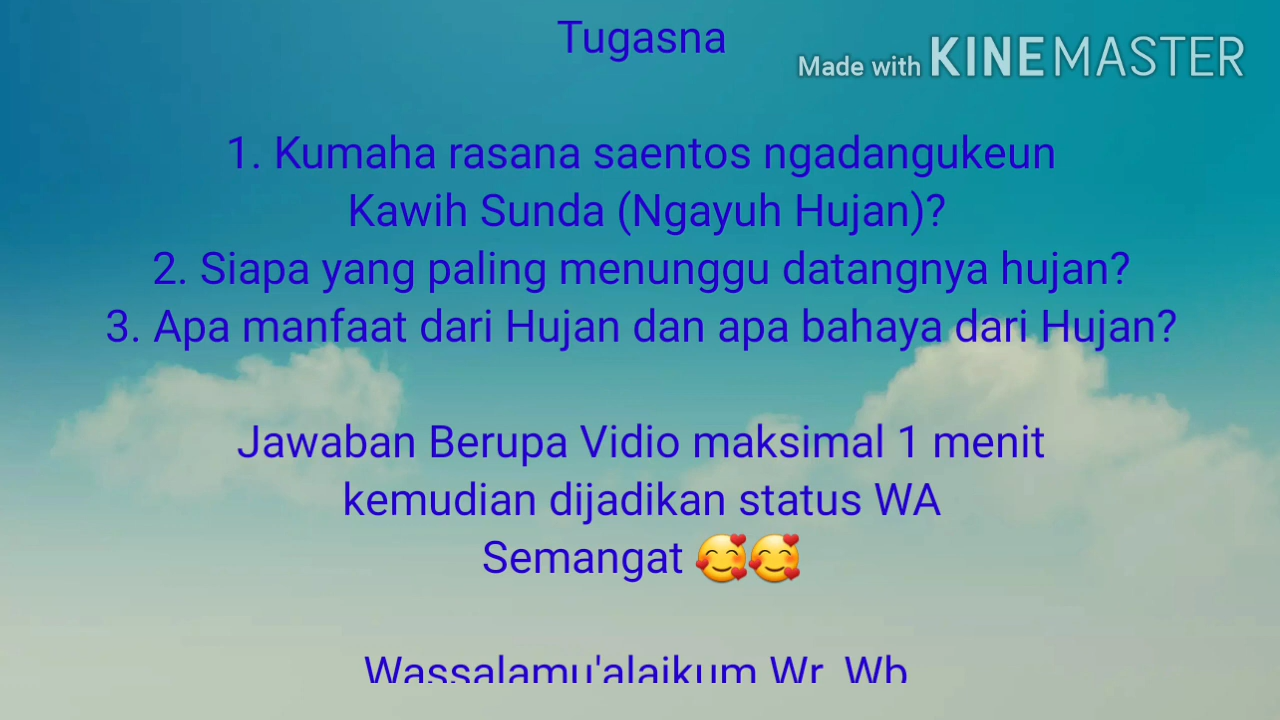 Tugasna
Made with KINEMASTER
1. Kumaha rasana saentos ngadangukeun
Kawih Sunda (Ngayuh Hujan)?
2. Siapa yang paling menunggu datangnya hujan?
3. Apa manfaat dari Hujan dan apa bahaya dari Hujan?
Jawaban Berupa Vidio maksimal 1 menit
kemudian dijadikan status WA
Semangat 🥰🥰
Wassalamu'alaikum Wr. Wb